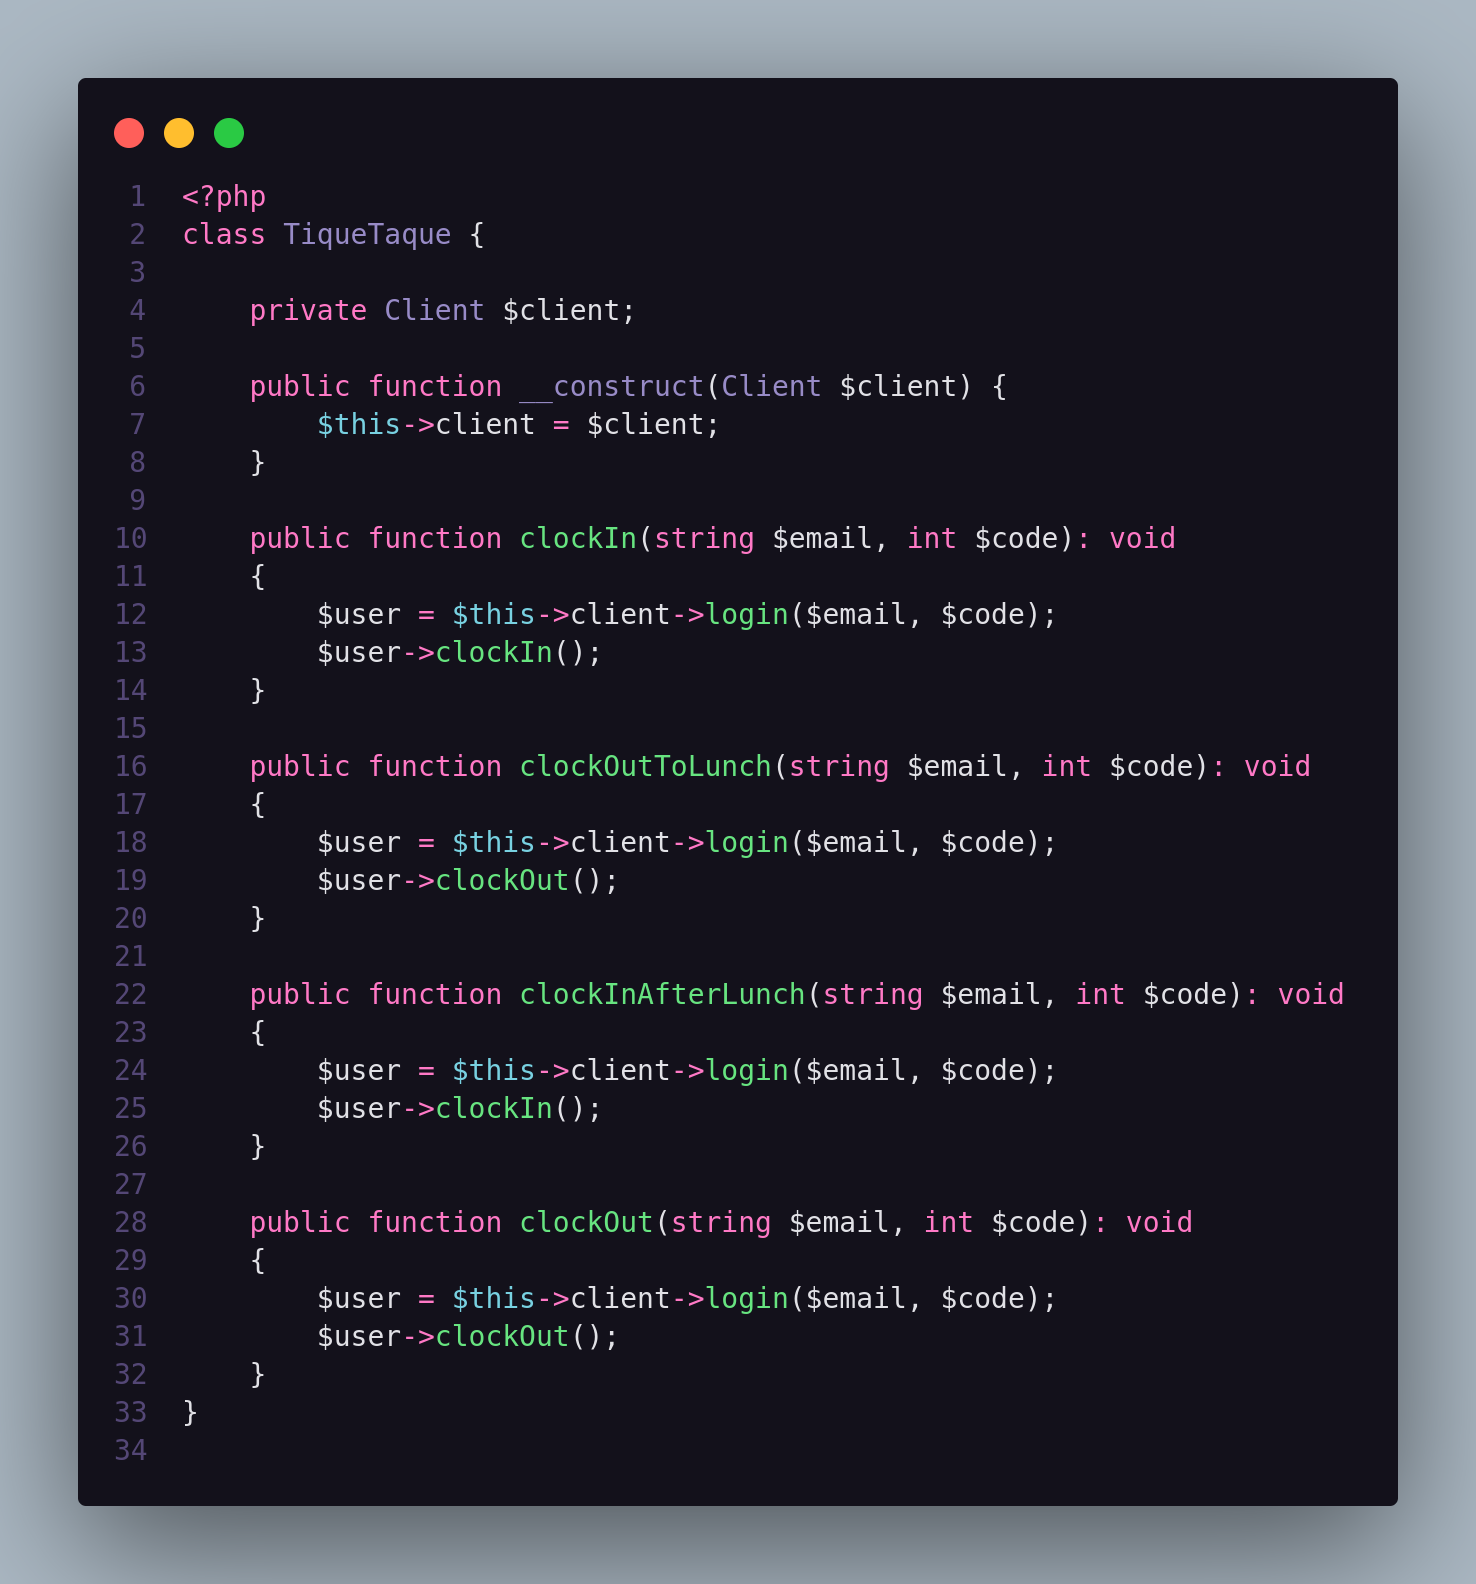 1 <?php
2 class TiqueTaque {
3
4     private Client $client;
5
6     public function __construct(Client $client) {
7         $this->client = $client;
8     }
9
10     public function clockIn(string $email, int $code): void
11     {
12         $user = $this->client->login($email, $code);
13         $user->clockIn();
14     }
15
16     public function clockOutToLunch(string $email, int $code): void
17     {
18         $user = $this->client->login($email, $code);
19         $user->clockOut();
20     }
21
22     public function clockInAfterLunch(string $email, int $code): void
23     {
24         $user = $this->client->login($email, $code);
25         $user->clockIn();
26     }
27
28     public function clockOut(string $email, int $code): void
29     {
30         $user = $this->client->login($email, $code);
31         $user->clockOut();
32     }
33 }
34